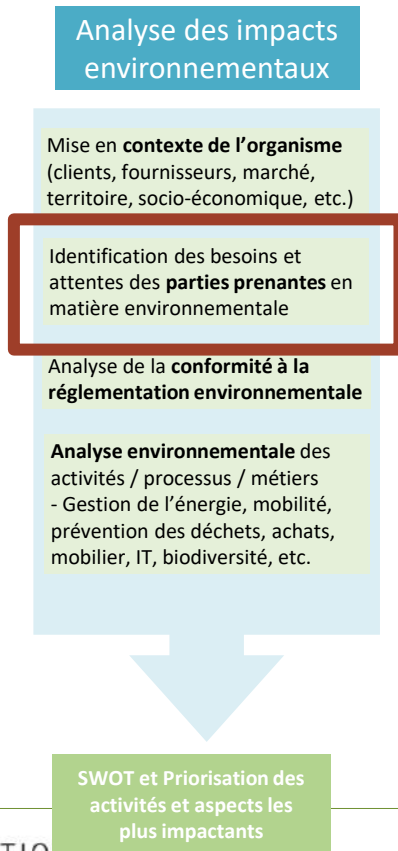 Analyse des impacts
environnementaux
Mise en contexte de l’organisme
(clients, fournisseurs, marché,
territoire, socio-économique, etc.)
Identification des besoins et
attentes des parties prenantes en
matière environnementale
Analyse de la conformité à la
réglementation environnementale
Analyse environnementale des
activités / processus / métiers
- Gestion de l’énergie, mobilité,
prévention des déchets, achats,
mobilier, IT, biodiversité, etc.
SWOT et Priorisation des
activités et aspects les
plus impactants